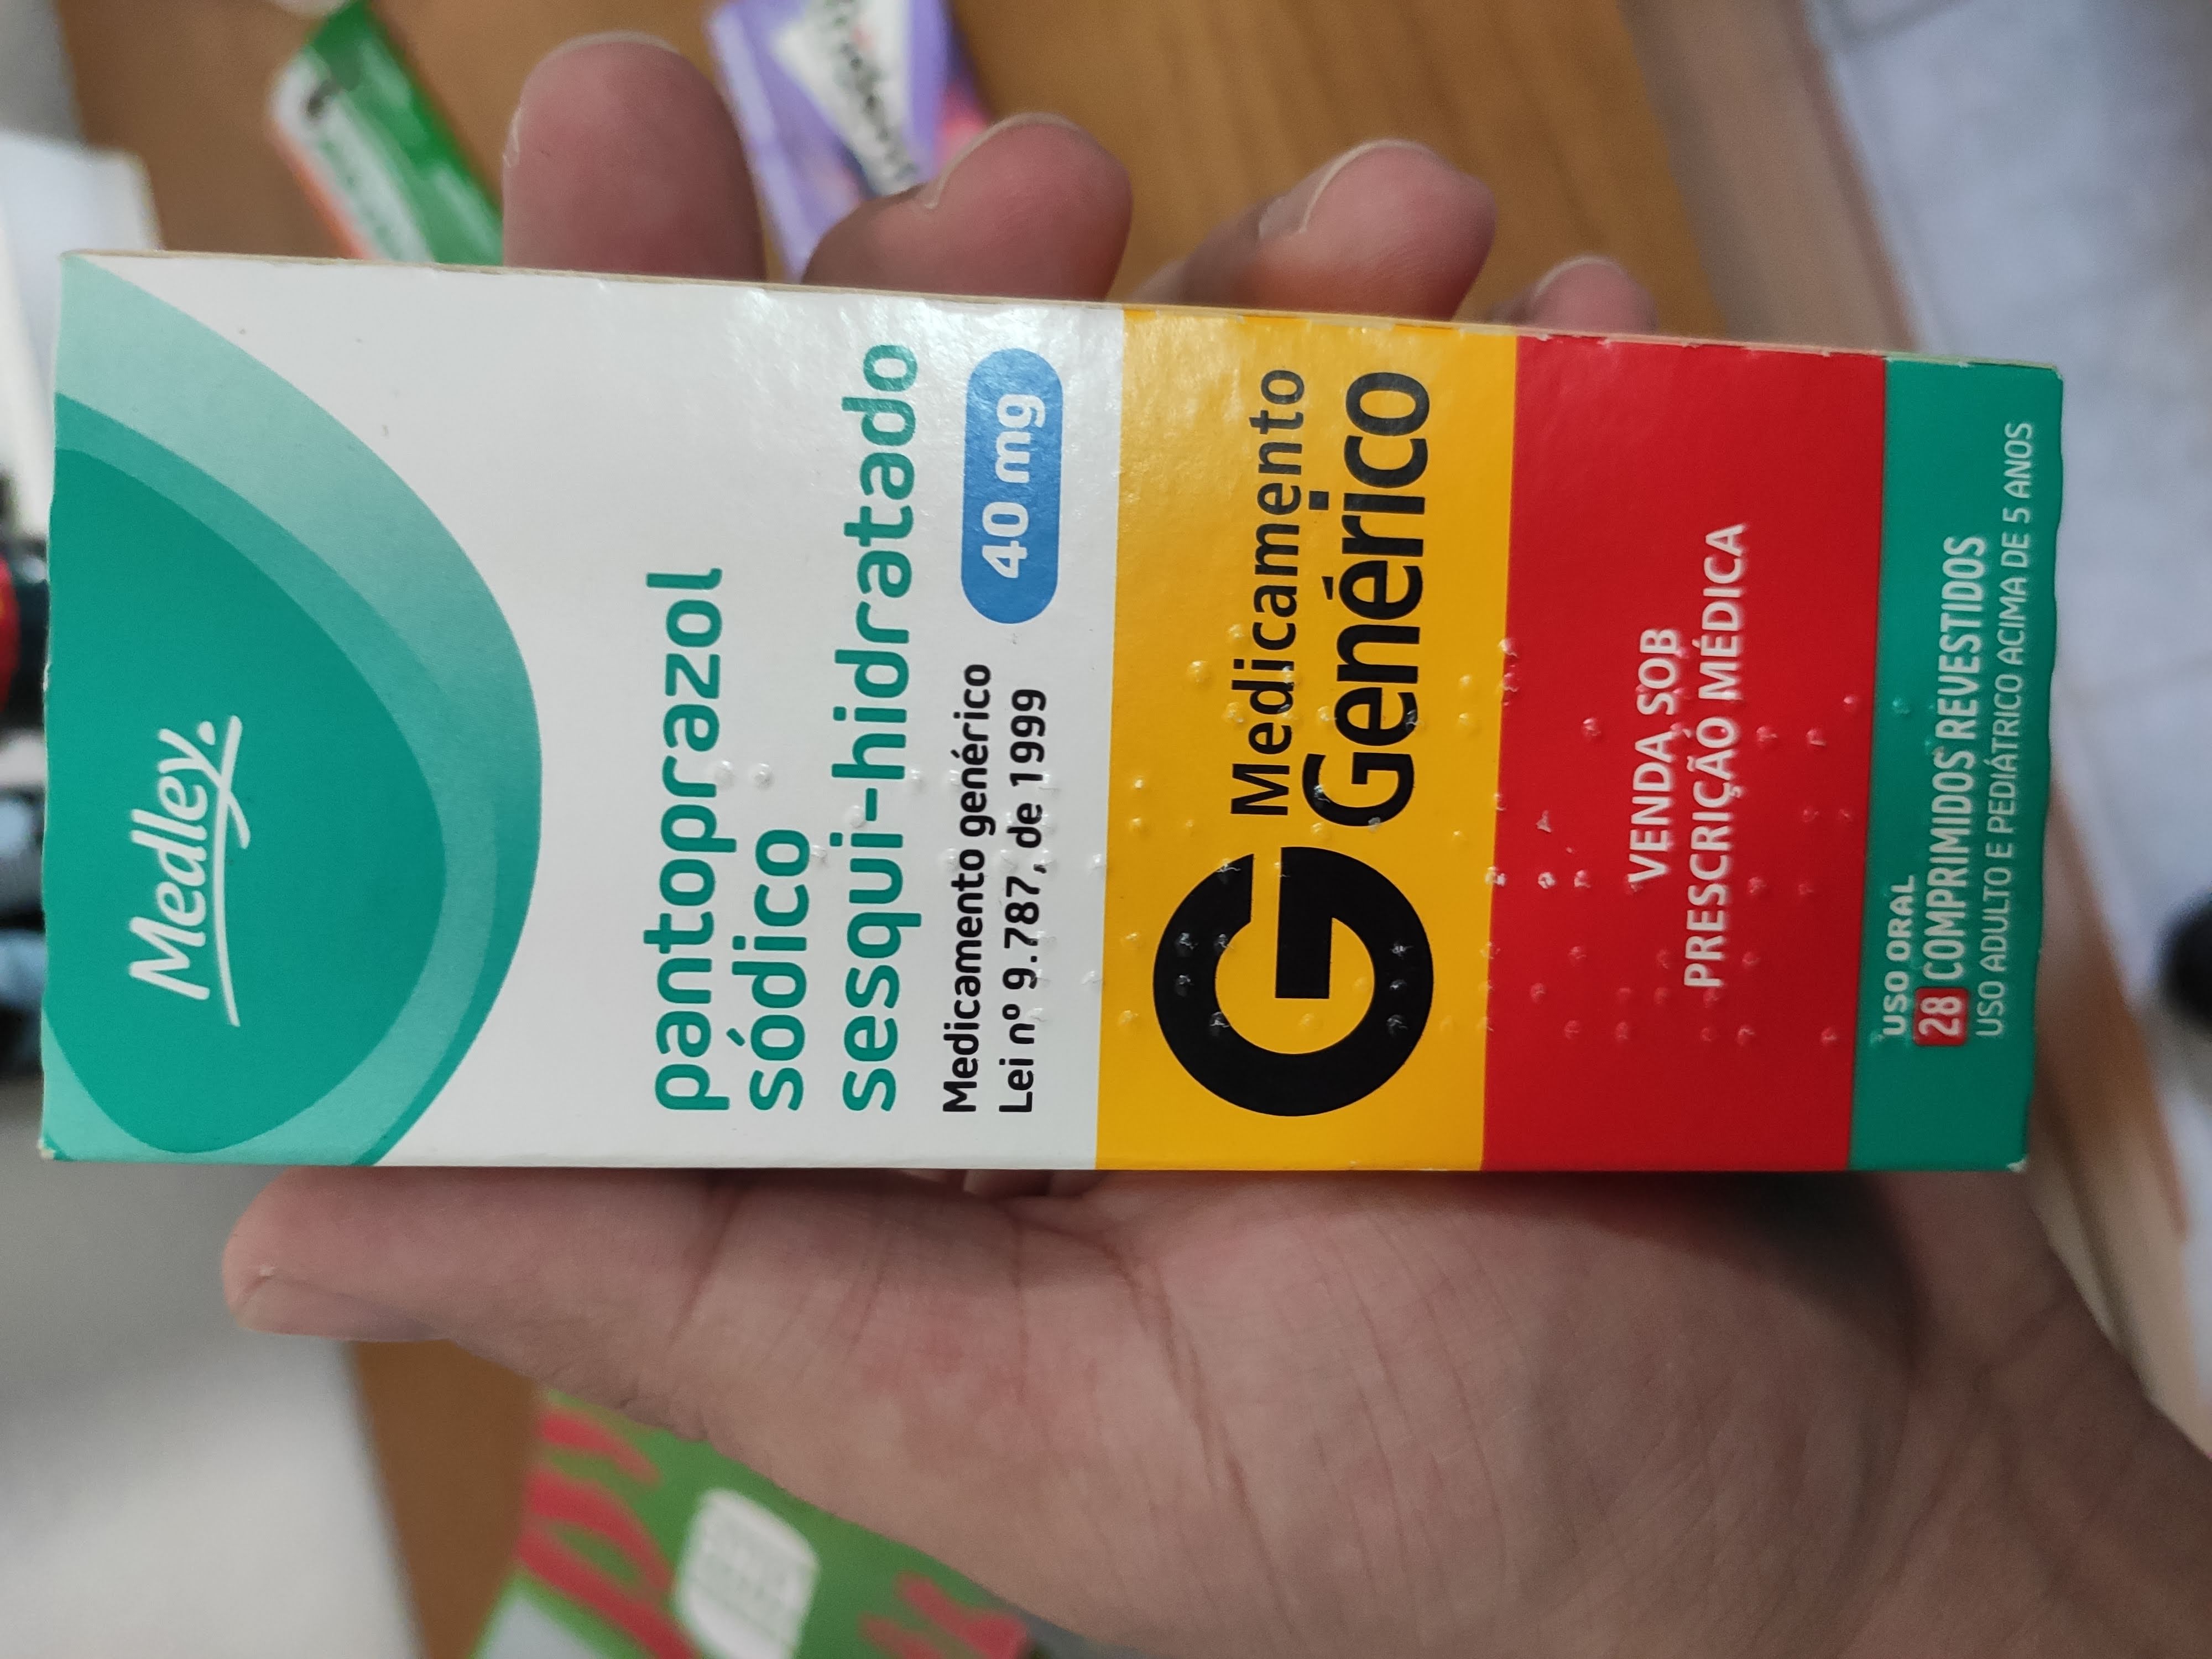 Medley.
pantoprazol
sódico
sesqui-hidratado
Medicamento genérico
Lei nº 9.787, de 1999
40 mg
G Medicamento
Genérico
VENDA SOB
PRESCRIÇÃO MÉDICA
USO ORAL
28 COMPRIMIDOS REVESTIDOS
USO ADULTO E PEDIÁTRICO ACIMA DE 5 ANOS